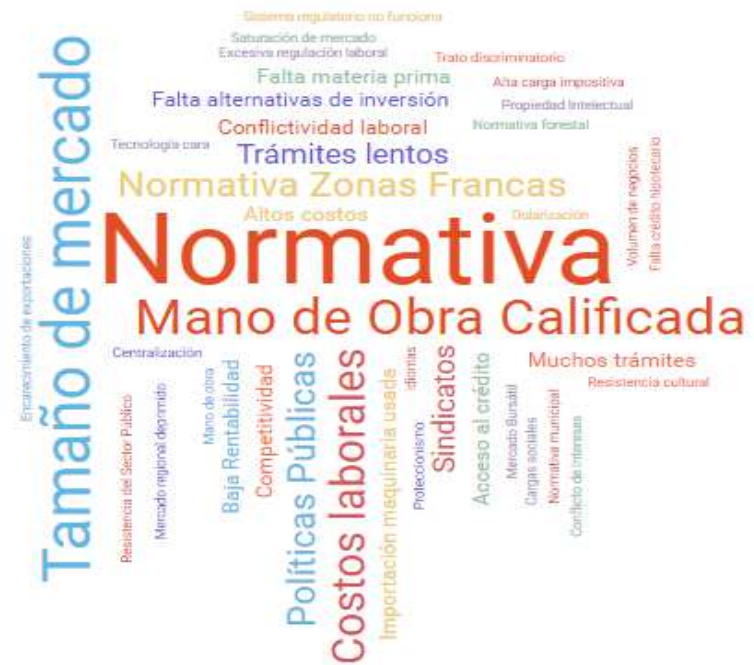 Sistema regulatorio no funciona
Saturación de mercado
Excesiva regulación laboral
Trato discriminatorio
Falta materia prima
Alta carga impositiva
Falta alternativas de inversión
Propiedad Intelectual
Conflictividad laboral
Normativa forestal
Tecnología cara
Trámites lentos
Normativa Zonas Francas
Altos costos
Dolarización
Volumen de negocios
Falta crédito hipotecario
Tamaño de mercado
Encarecimiento de exportaciones
Normativa
Mano de Obra Calificada
Centralización
Muchos trámites
Resistencia cultural
Resistencia del Sector Público
Mercado regional deprimido
Mano de obra
Baja Rentabilidad
Competitividad
Políticas Públicas
Costos laborales
Importación maquinaria usada
Idiomas
Proteccionismo
Sindicatos
Acceso al crédito
Mercado Bursátil
Cargas sociales
Normativa municipal
Conflicto de intereses